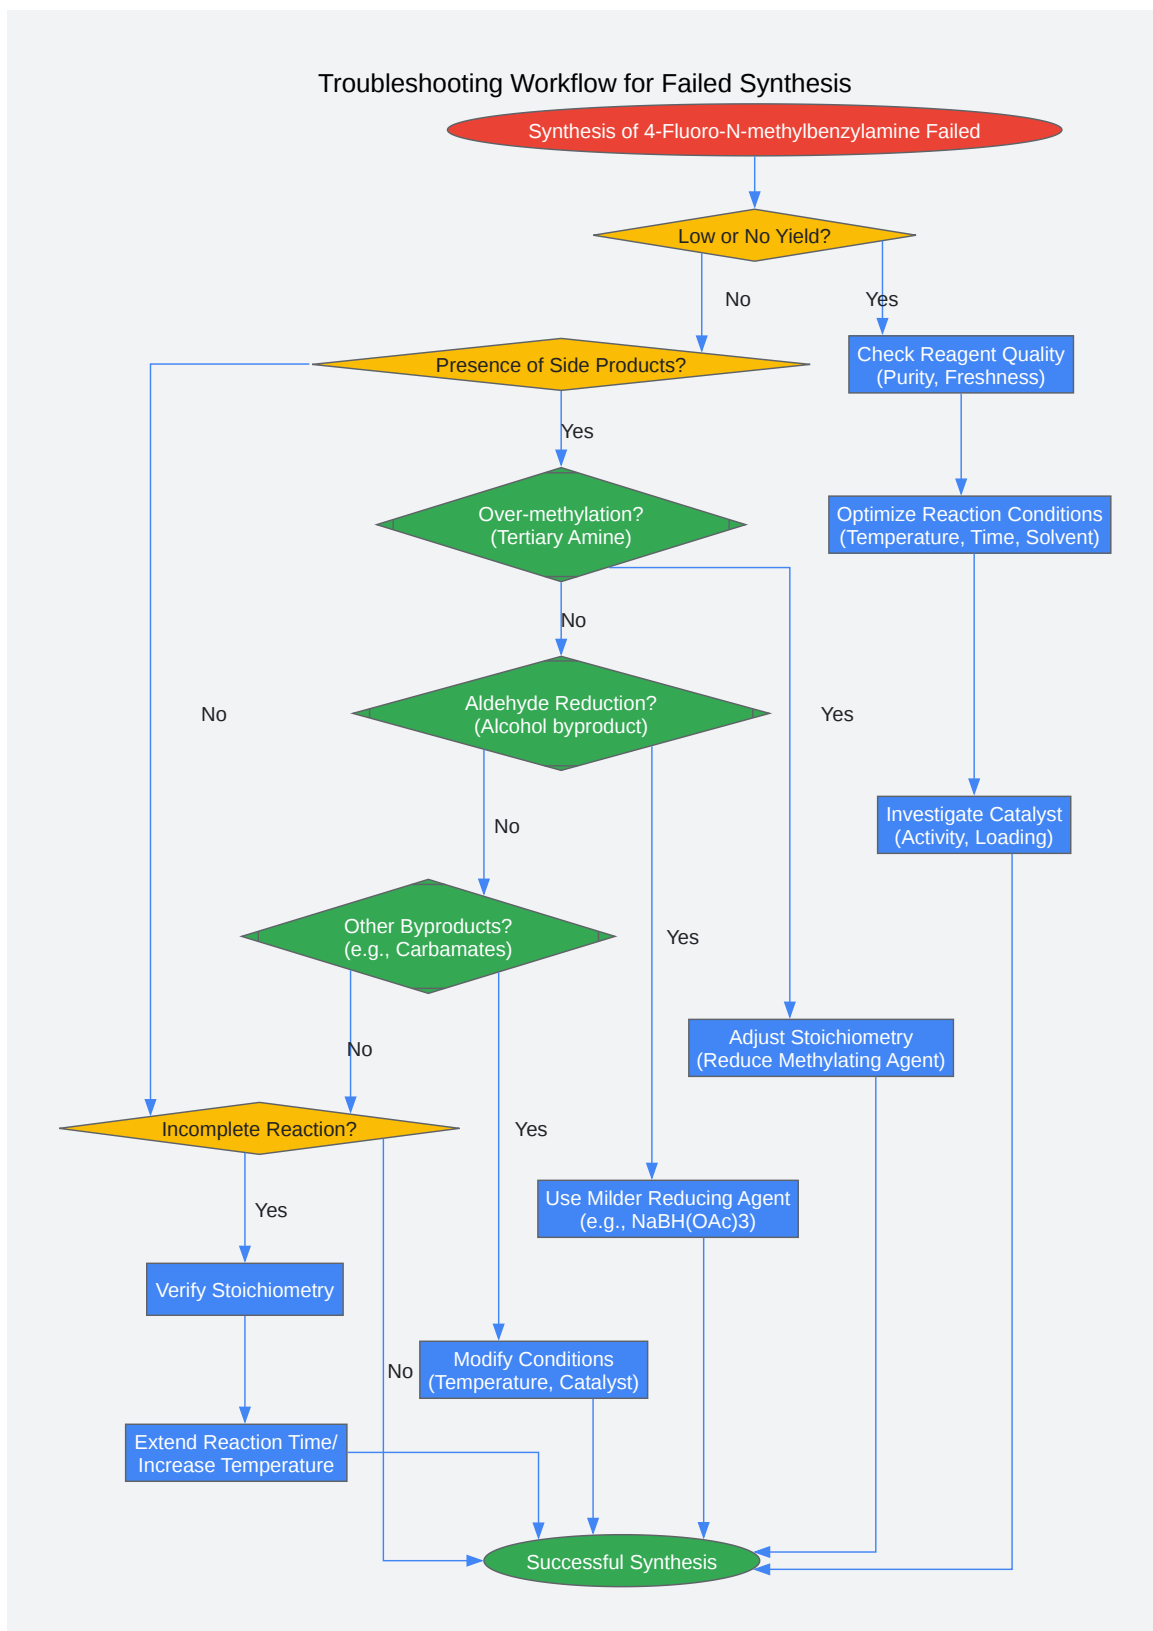 Troubleshooting Workflow for Failed Synthesis
Synthesis of 4-Fluoro-N-methylbenzylamine Failed
Low or No Yield?
No
Yes
Presence of Side Products?
Check Reagent Quality
(Purity, Freshness)
Yes
Over-methylation?
(Tertiary Amine)
Optimize Reaction Conditions
(Temperature, Time, Solvent)
No
Aldehyde Reduction?
(Alcohol byproduct)
No
Yes
Investigate Catalyst
(Activity, Loading)
No
Other Byproducts?
(e.g., Carbamates)
Yes
Adjust Stoichiometry
(Reduce Methylating Agent)
No
Incomplete Reaction?
Yes
Use Milder Reducing Agent
(e.g., NaBH(OAc)3)
Yes
Verify Stoichiometry
Modify Conditions
(Temperature, Catalyst)
No
Extend Reaction Time/
Increase Temperature
Successful Synthesis